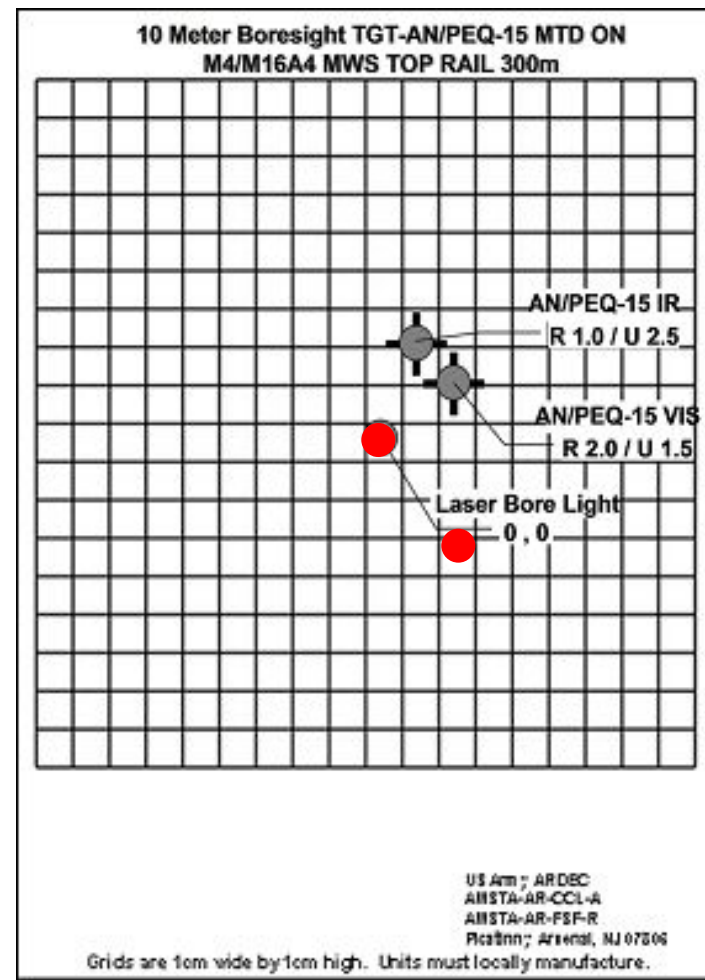 10 Meter Boresight TGT-AN/PEQ-15 MTD ON
M4/M16A4 MWS TOP RAIL 300m
AN/PEQ-15 IR
R 1.0 / U 2.5
AN/PEQ-15 VIS
R 2.0 / U 1.5
Laser Bore Light
0 , 0
US Army ARDEC
AMSTA-AR-CCL-A
AMSTA-AR-FSF-R
Picatinny Arsenal, NJ 07806
Grids are 1cm wide by 1cm high. Units must locally manufacture.